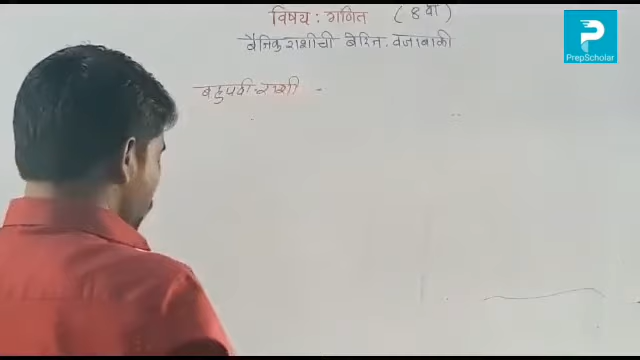 विषय : गणित ( 8 वा )
बैजिक राशीची बेरिज. वजाबाकी
बहुपदी राशी -
PrepScholar